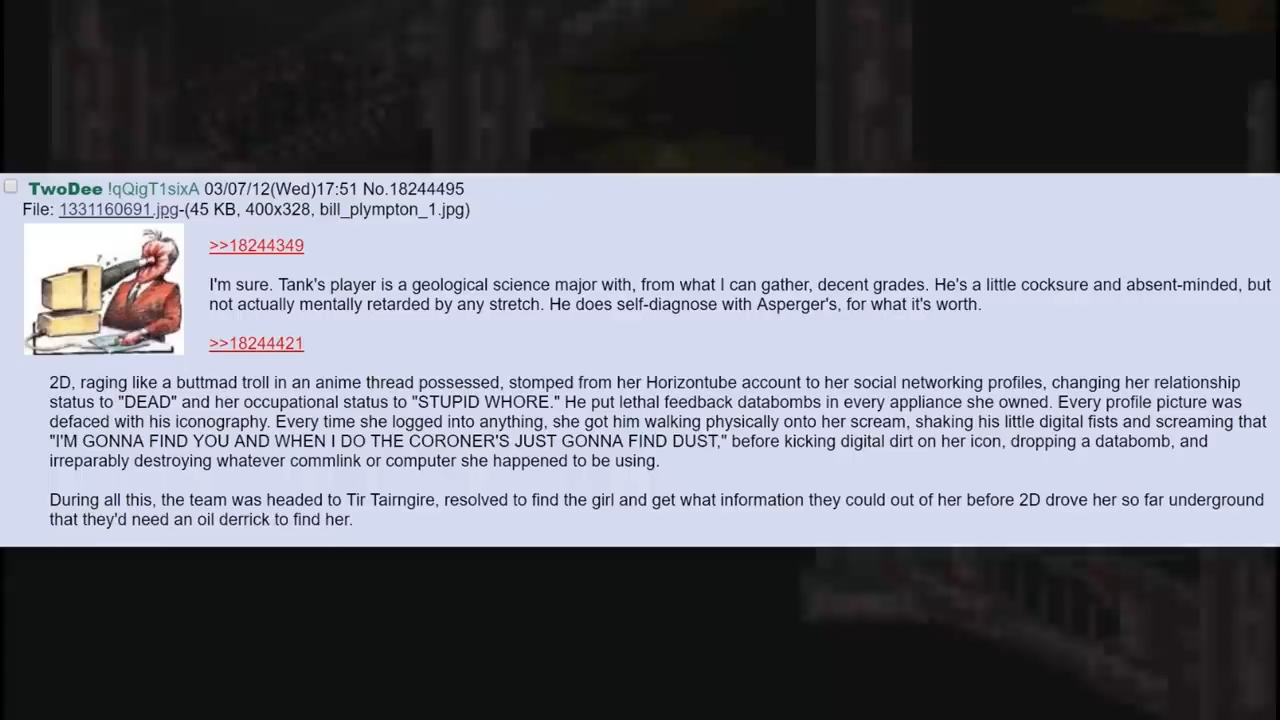 TwoDee !qQigT1sixA 03/07/12(Wed)17:51 No.18244495
File: 1331160691.jpg-(45 KB, 400x328, bill_plympton_1.jpg)
>>18244349
I'm sure. Tank's player is a geological science major with, from what I can gather, decent grades. He's a little cocksure and absent-minded, but
not actually mentally retarded by any stretch. He does self-diagnose with Asperger's, for what it's worth.
>>18244421
2D, raging like a buttmad troll in an anime thread possessed, stomped from her Horizontube account to her social networking profiles, changing her relationship
status to "DEAD" and her occupational status to "STUPID WHORE." He put lethal feedback databombs in every appliance she owned. Every profile picture was
defaced with his iconography. Every time she logged into anything, she got him walking physically onto her scream, shaking his little digital fists and screaming that
"I'M GONNA FIND YOU AND WHEN I DO THE CORONER'S JUST GONNA FIND DUST," before kicking digital dirt on her icon, dropping a databomb, and
irreparably destroying whatever commlink or computer she happened to be using.
During all this, the team was headed to Tir Tairngire, resolved to find the girl and get what information they could out of her before 2D drove her so far underground
that they'd need an oil derrick to find her.